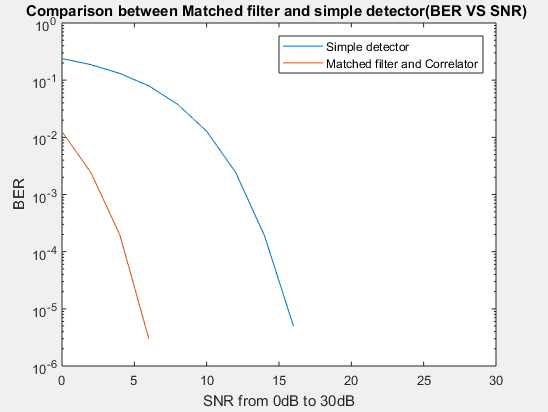 Comparison between Matched filter and simple detector(BER VS SNR)
Simple detector
Matched filter and Correlator
BER
10^0
10^-1
10^-2
10^-3
10^-4
10^-5
10^-6
0 5 10 15 20 25 30
SNR from 0dB to 30dB